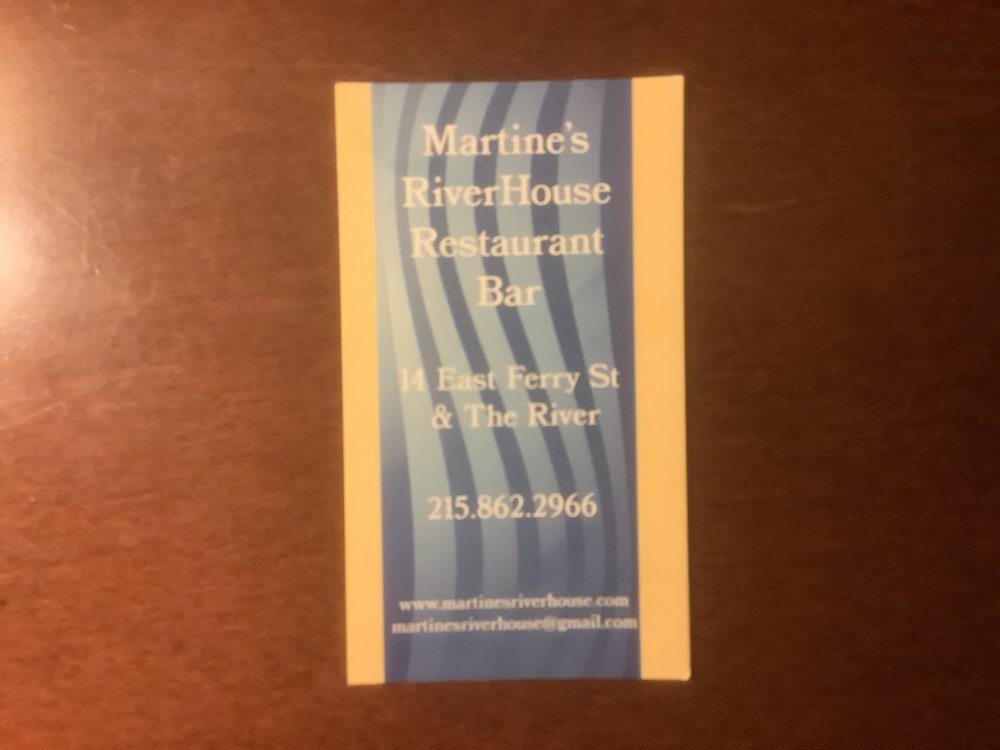 Martine's
RiverHouse
Restaurant
Bar
14 East Ferry St
& The River
215.862.2966
www.martinesriverhouse.com
martinesriverhouse@gmail.com